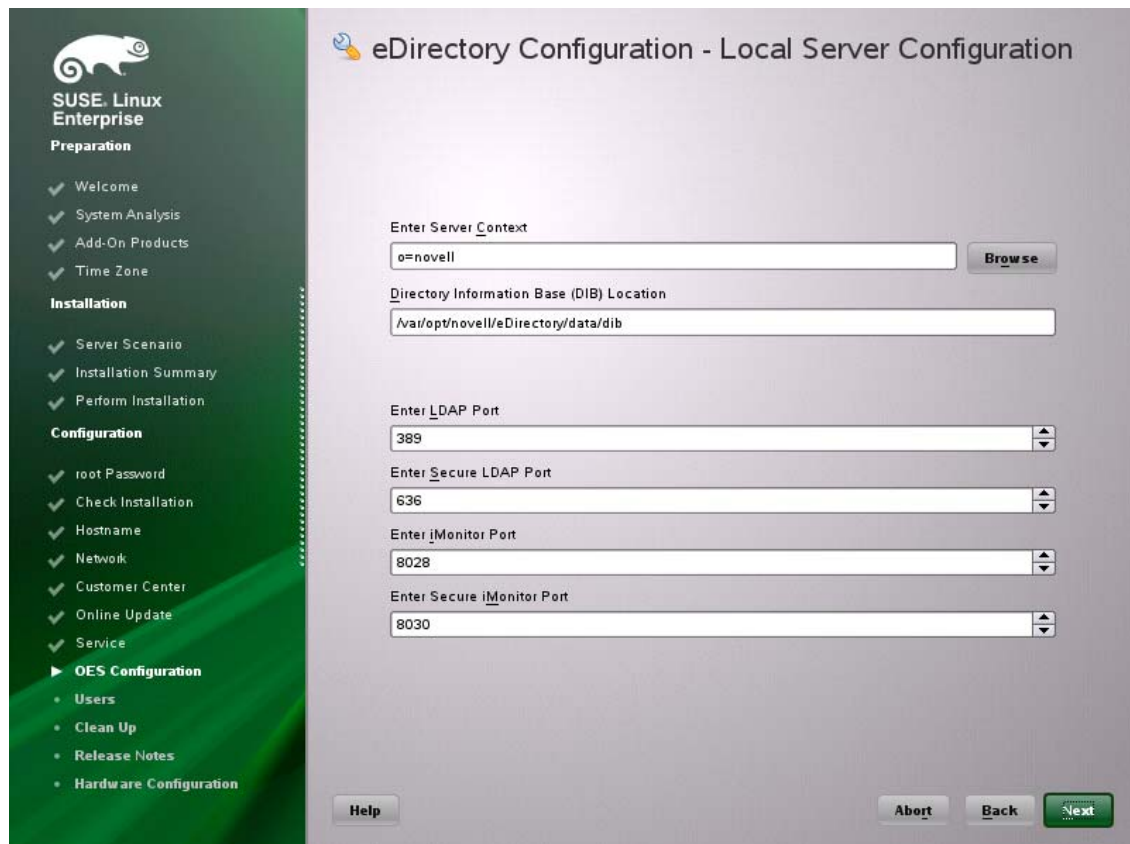 SUSE. Linux
Enterprise
Preparation
Welcome
System Analysis
Add-On Products
Time Zone
Installation
Server Scenario
Installation Summary
Perform Installation
Configuration
root Password
Check Installation
Hostname
Network
Customer Center
Online Update
Service
OES Configuration
Users
Clean Up
Release Notes
Hardware Configuration
eDirectory Configuration - Local Server Configuration
Enter Server Context
o=novell
Browse
Directory Information Base (DIB) Location
/var/opt/novell/eDirectory/data/dib
Enter LDAP Port
389
Enter Secure LDAP Port
636
Enter iMonitor Port
8028
Enter Secure iMonitor Port
8030
Help
Abort
Back
Next